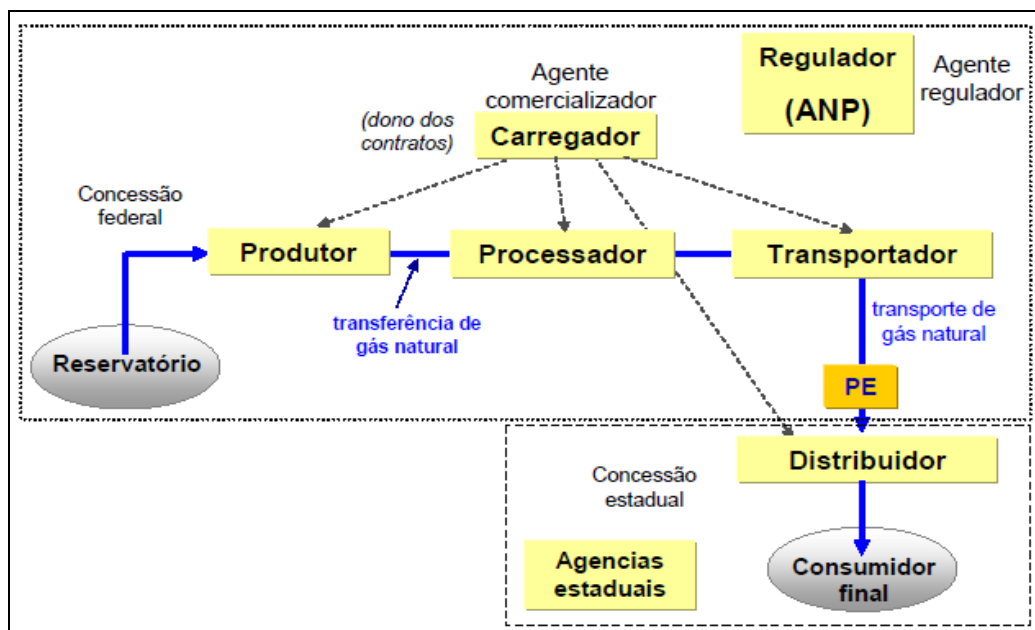 Regulador
(ANP)
Agente
regulador
Agente
comercializador
(dono dos
contratos)
Carregador
Concessão
federal
Produtor
Processador
Transportador
transferência de
gás natural
transporte de
gás natural
Reservatório
PE
Distribuidor
Concessão
estadual
Agencias
estaduais
Consumidor
final